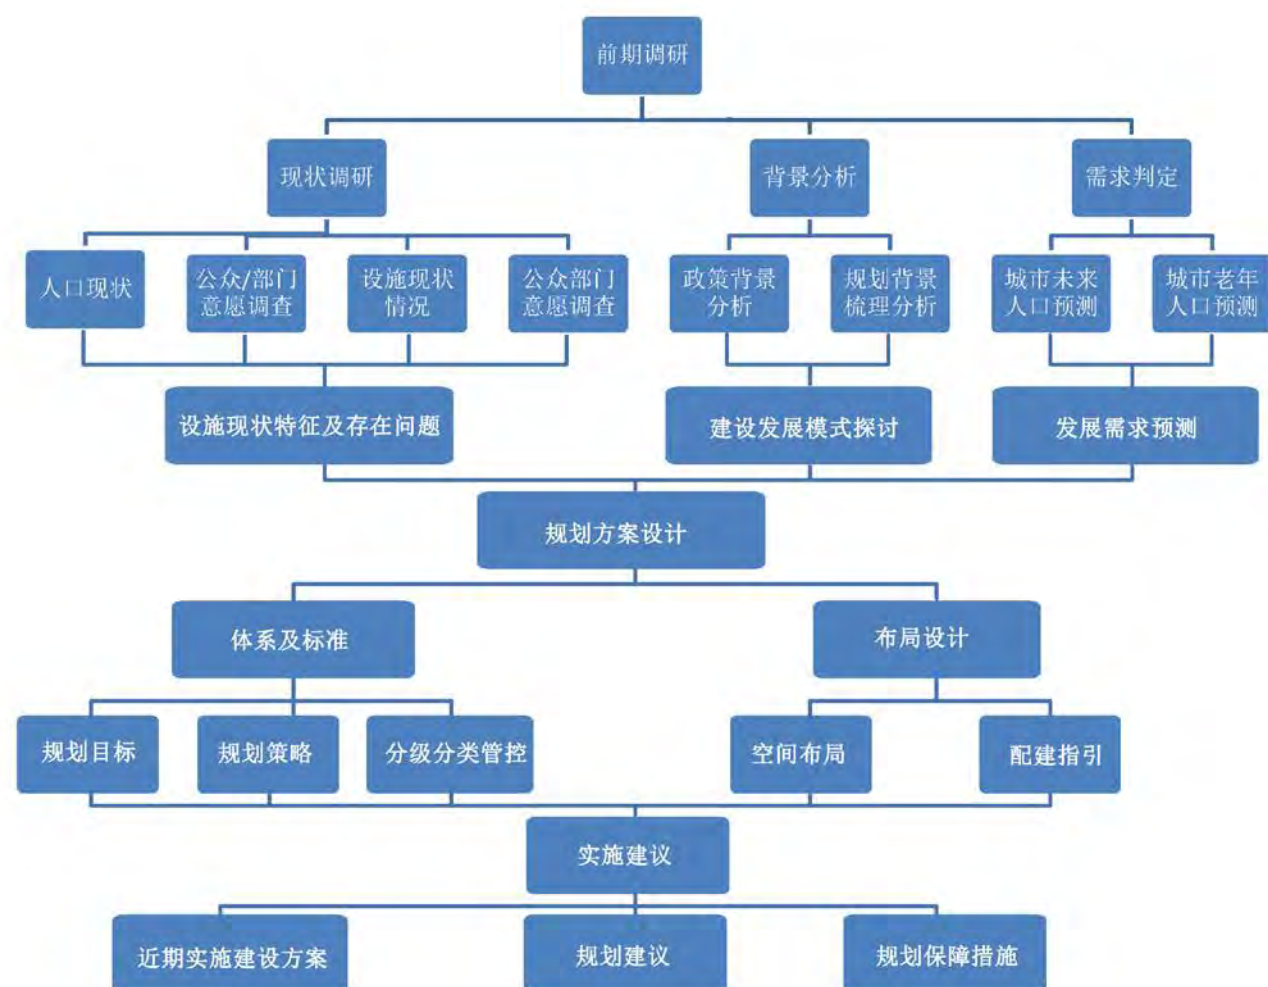 前期调研
现状调研
背景分析
需求判定
人口现状
公众/部门
意愿调查
设施现状
情况
公众部门
意愿调查
政策背景
分析
规划背景
梳理分析
城市未来
人口预测
城市老年
人口预测
设施现状特征及存在问题
建设发展模式探讨
发展需求预测
规划方案设计
体系及标准
布局设计
规划目标
规划策略
分级分类管控
空间布局
配建指引
实施建议
近期实施建设方案
规划建议
规划保障措施